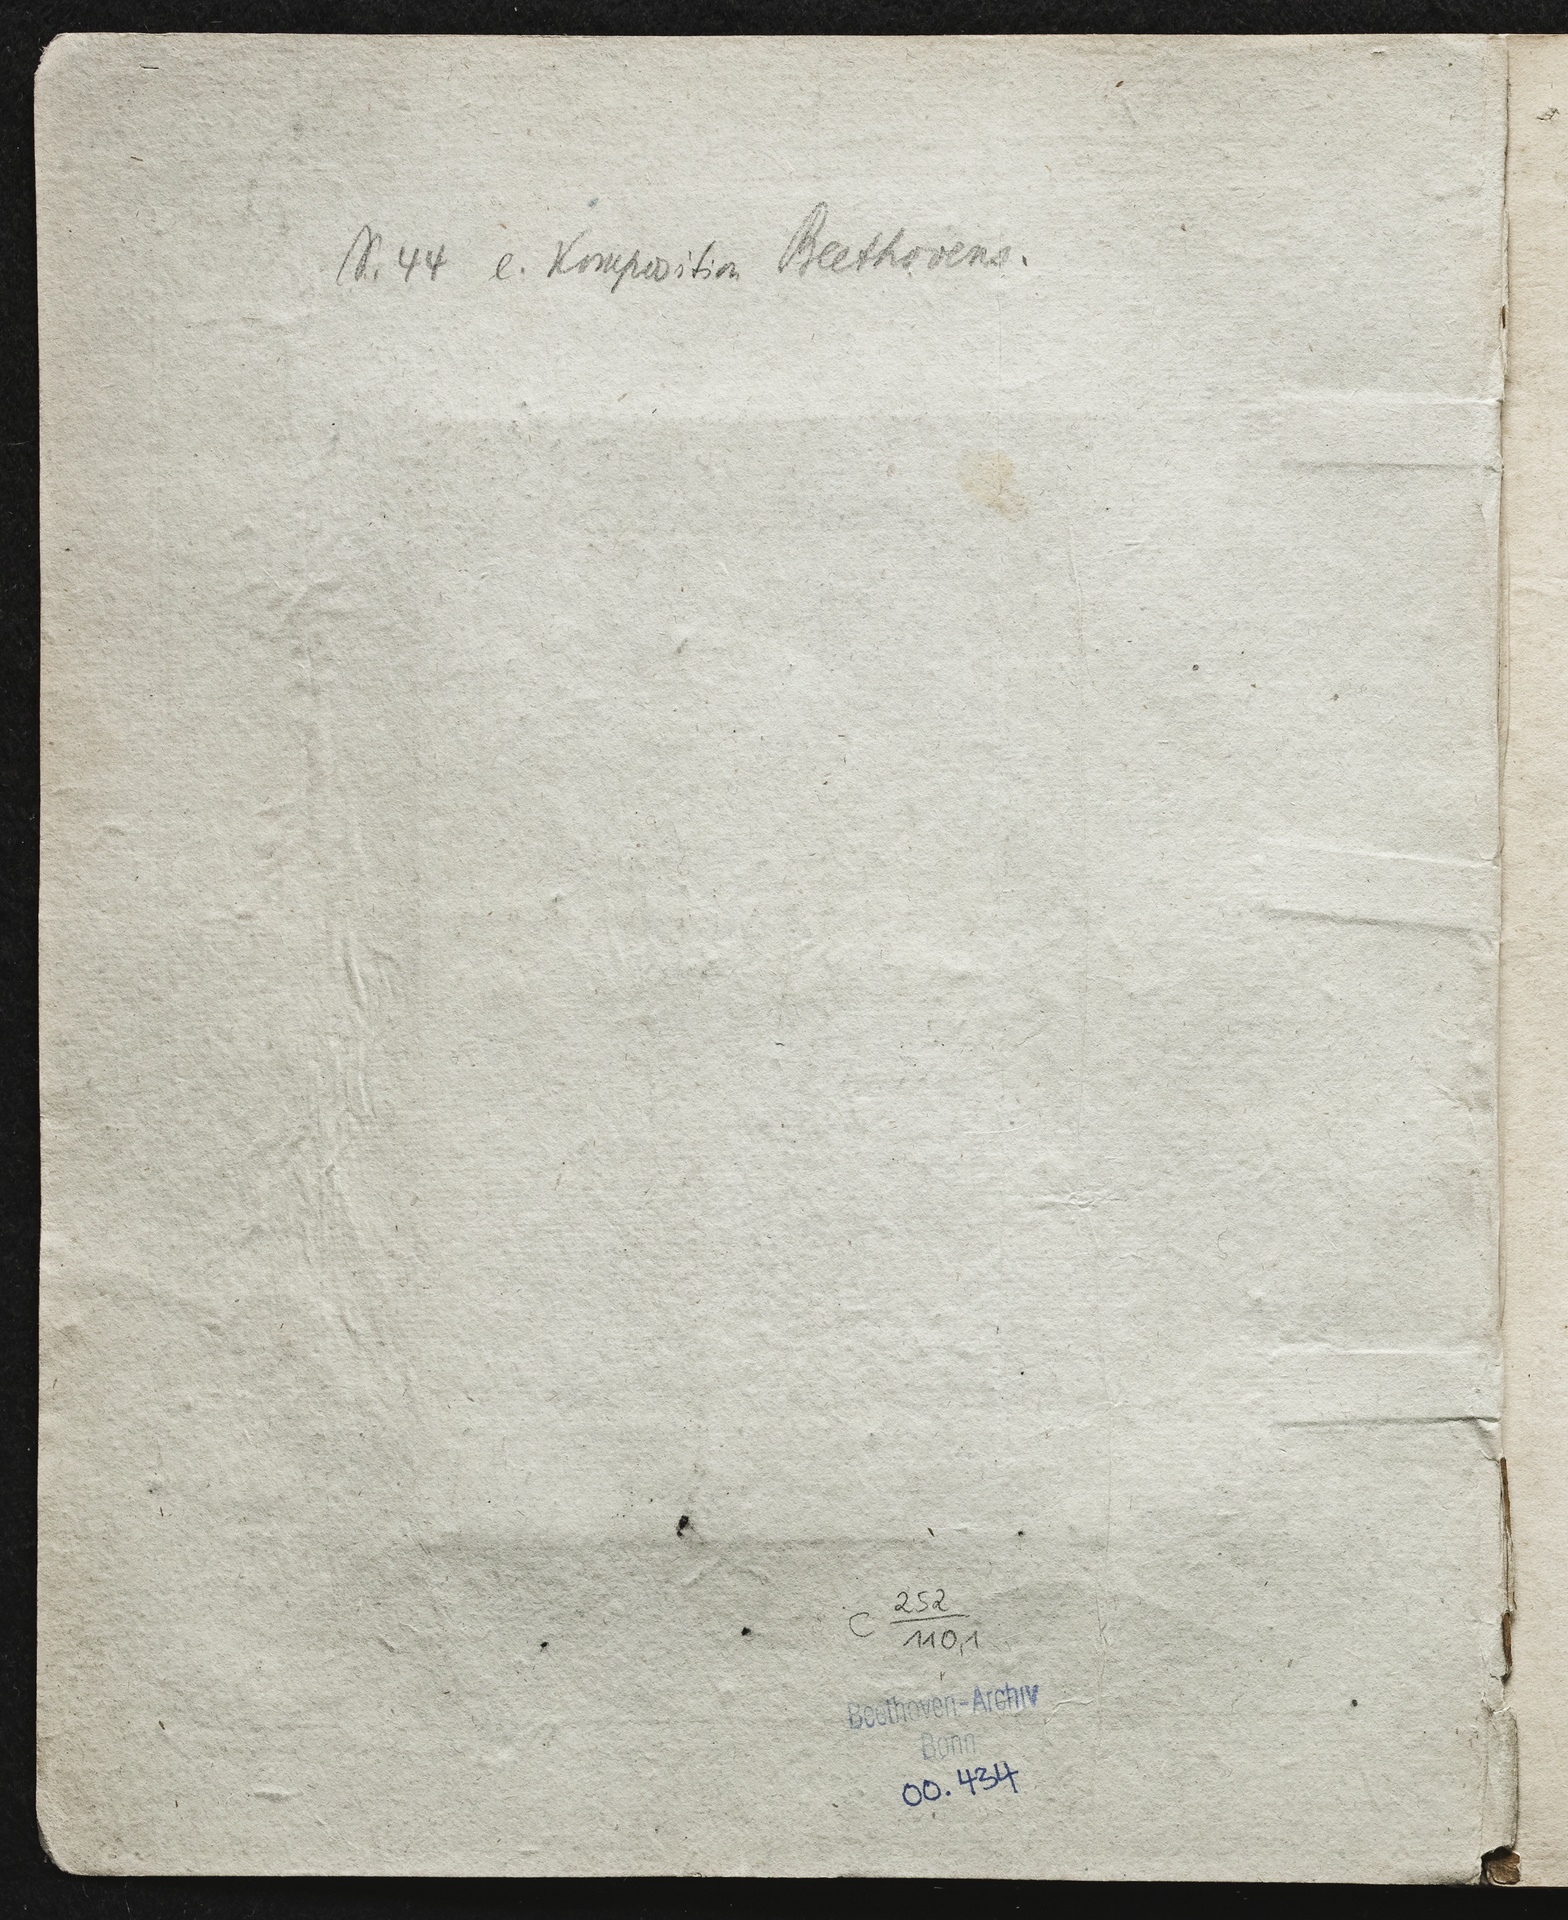 S. 44 e. Komposition Beethovens.
C 252
110,1
Beethoven-Archiv
Bonn
00.434